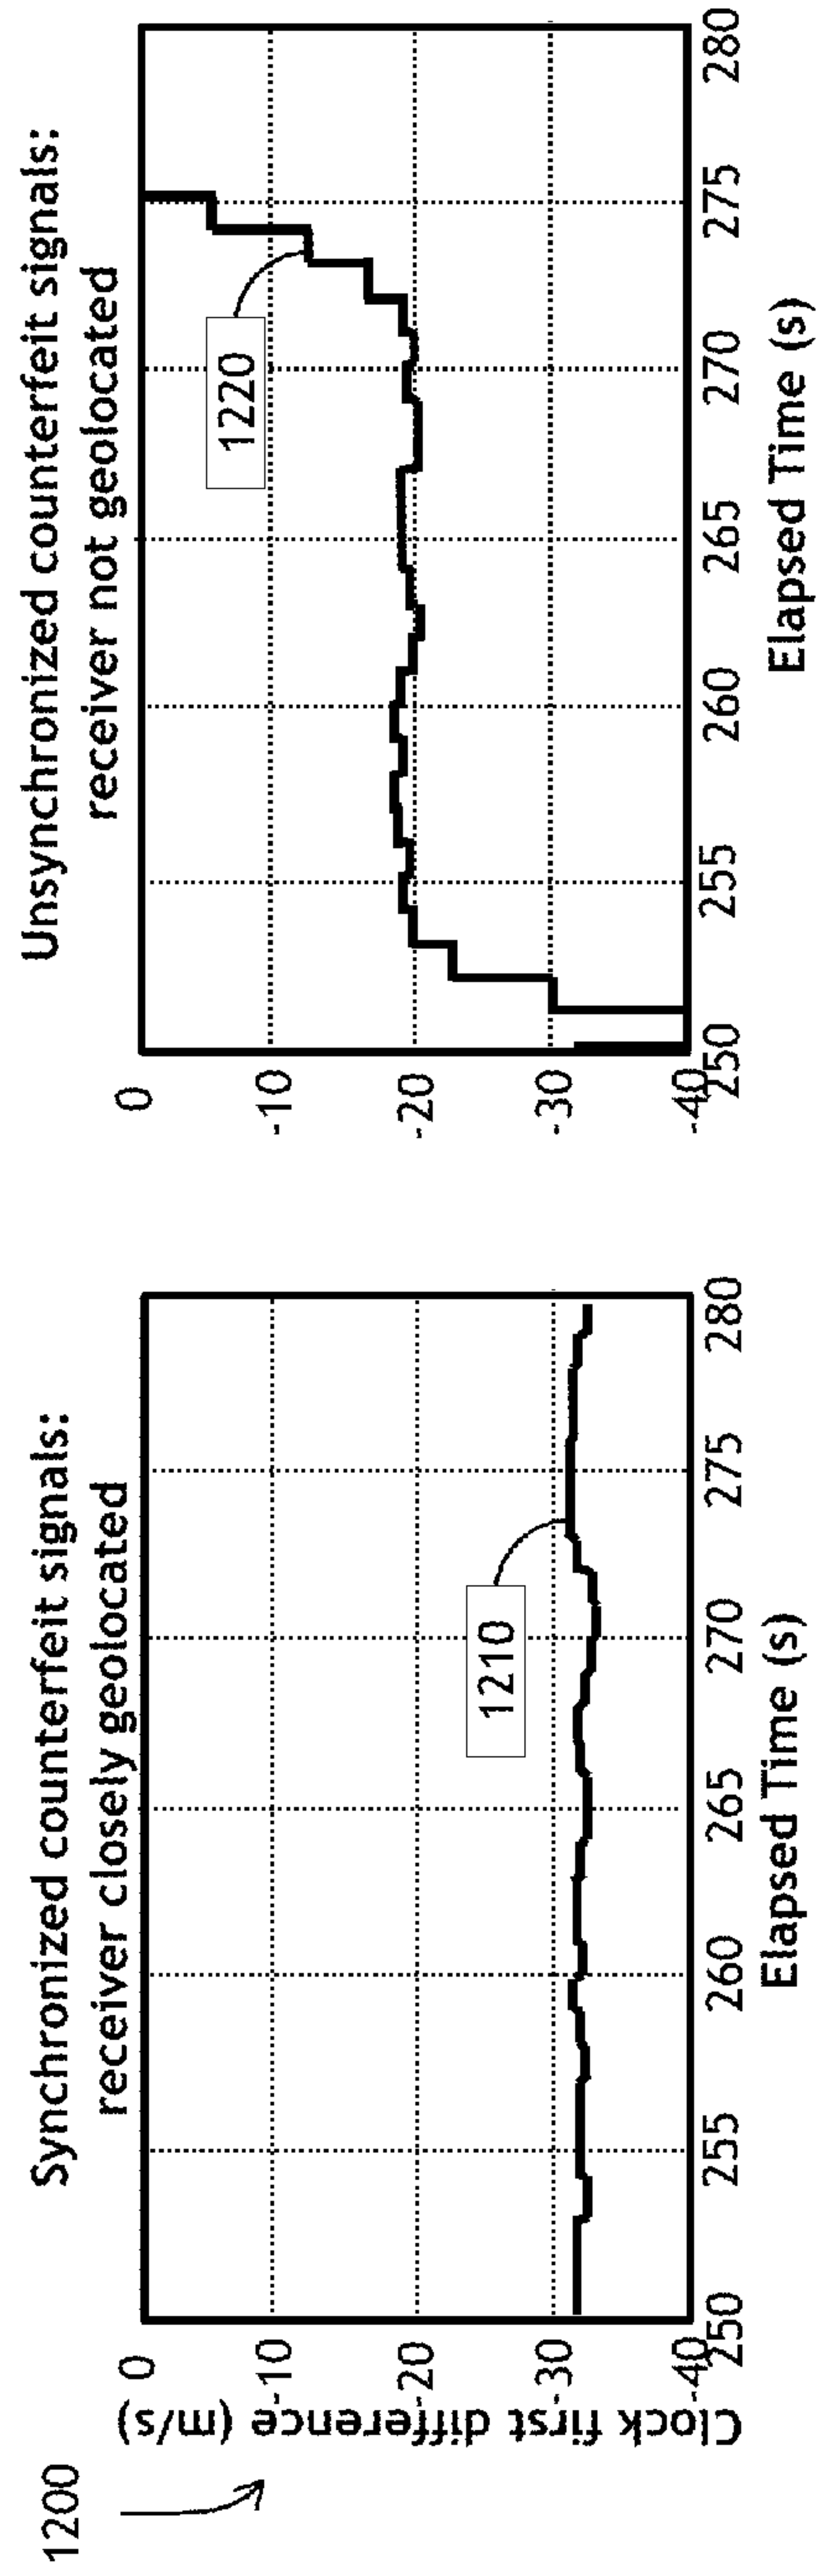 1200
Synchronized counterfeit signals:
receiver closely geolocated
Clock first difference (m/s)
0
-10
-20
-30
-40
1210
250 255 260 265 270 275 280
Elapsed Time (s)
Unsynchronized counterfeit signals:
receiver not geolocated
0
-10
-20
-30
-40
1220
250 255 260 265 270 275 280
Elapsed Time (s)